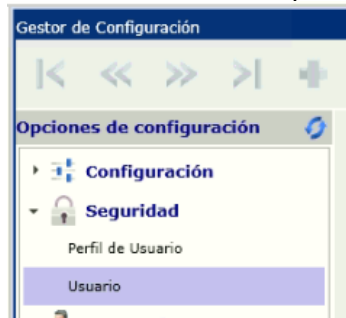 Gestor de Configuración
Opciones de configuración
Configuración
Seguridad
Perfil de Usuario
Usuario